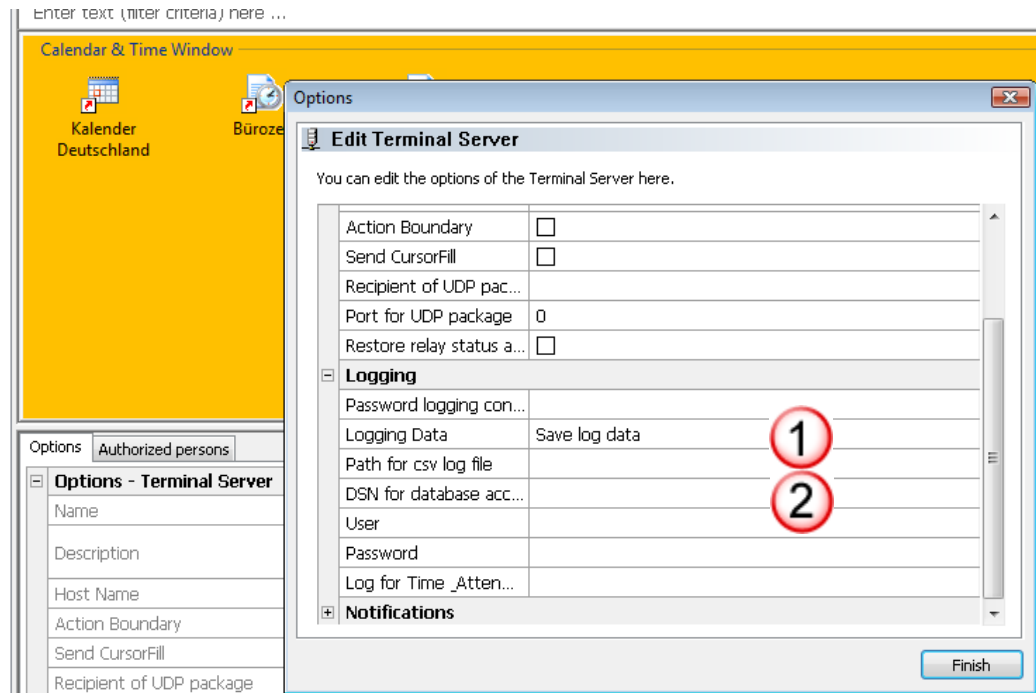 Enter text (filter criteria) here ...
Calendar & Time Window
Kalender
Deutschland
Büroze
Options
Edit Terminal Server
You can edit the options of the Terminal Server here.
Action Boundary
Send CursorFill
Recipient of UDP pac...
Port for UDP package 0
Restore relay status a...
Logging
Password logging con...
Logging Data Save log data 1
Path for csv log file
DSN for database acc... 2
User
Password
Log for Time _Atten...
Notifications
Finish
Options Authorized persons
Options - Terminal Server
Name
Description
Host Name
Action Boundary
Send CursorFill
Recipient of UDP package